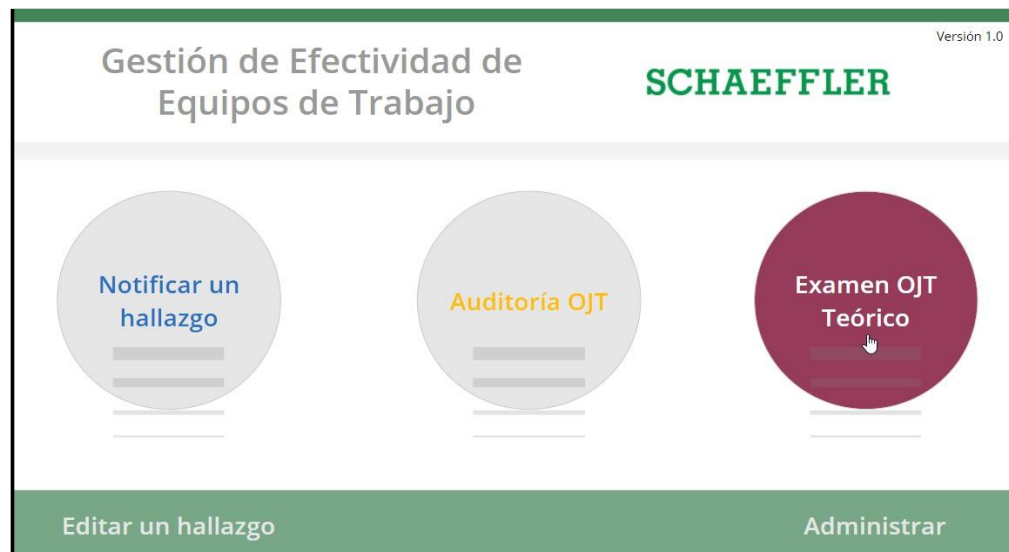 Versión 1.0
Gestión de Efectividad de
Equipos de Trabajo
SCHAEFFLER
Notificar un
hallazgo
Auditoría OJT
Examen OJT
Teórico
Editar un hallazgo
Administrar